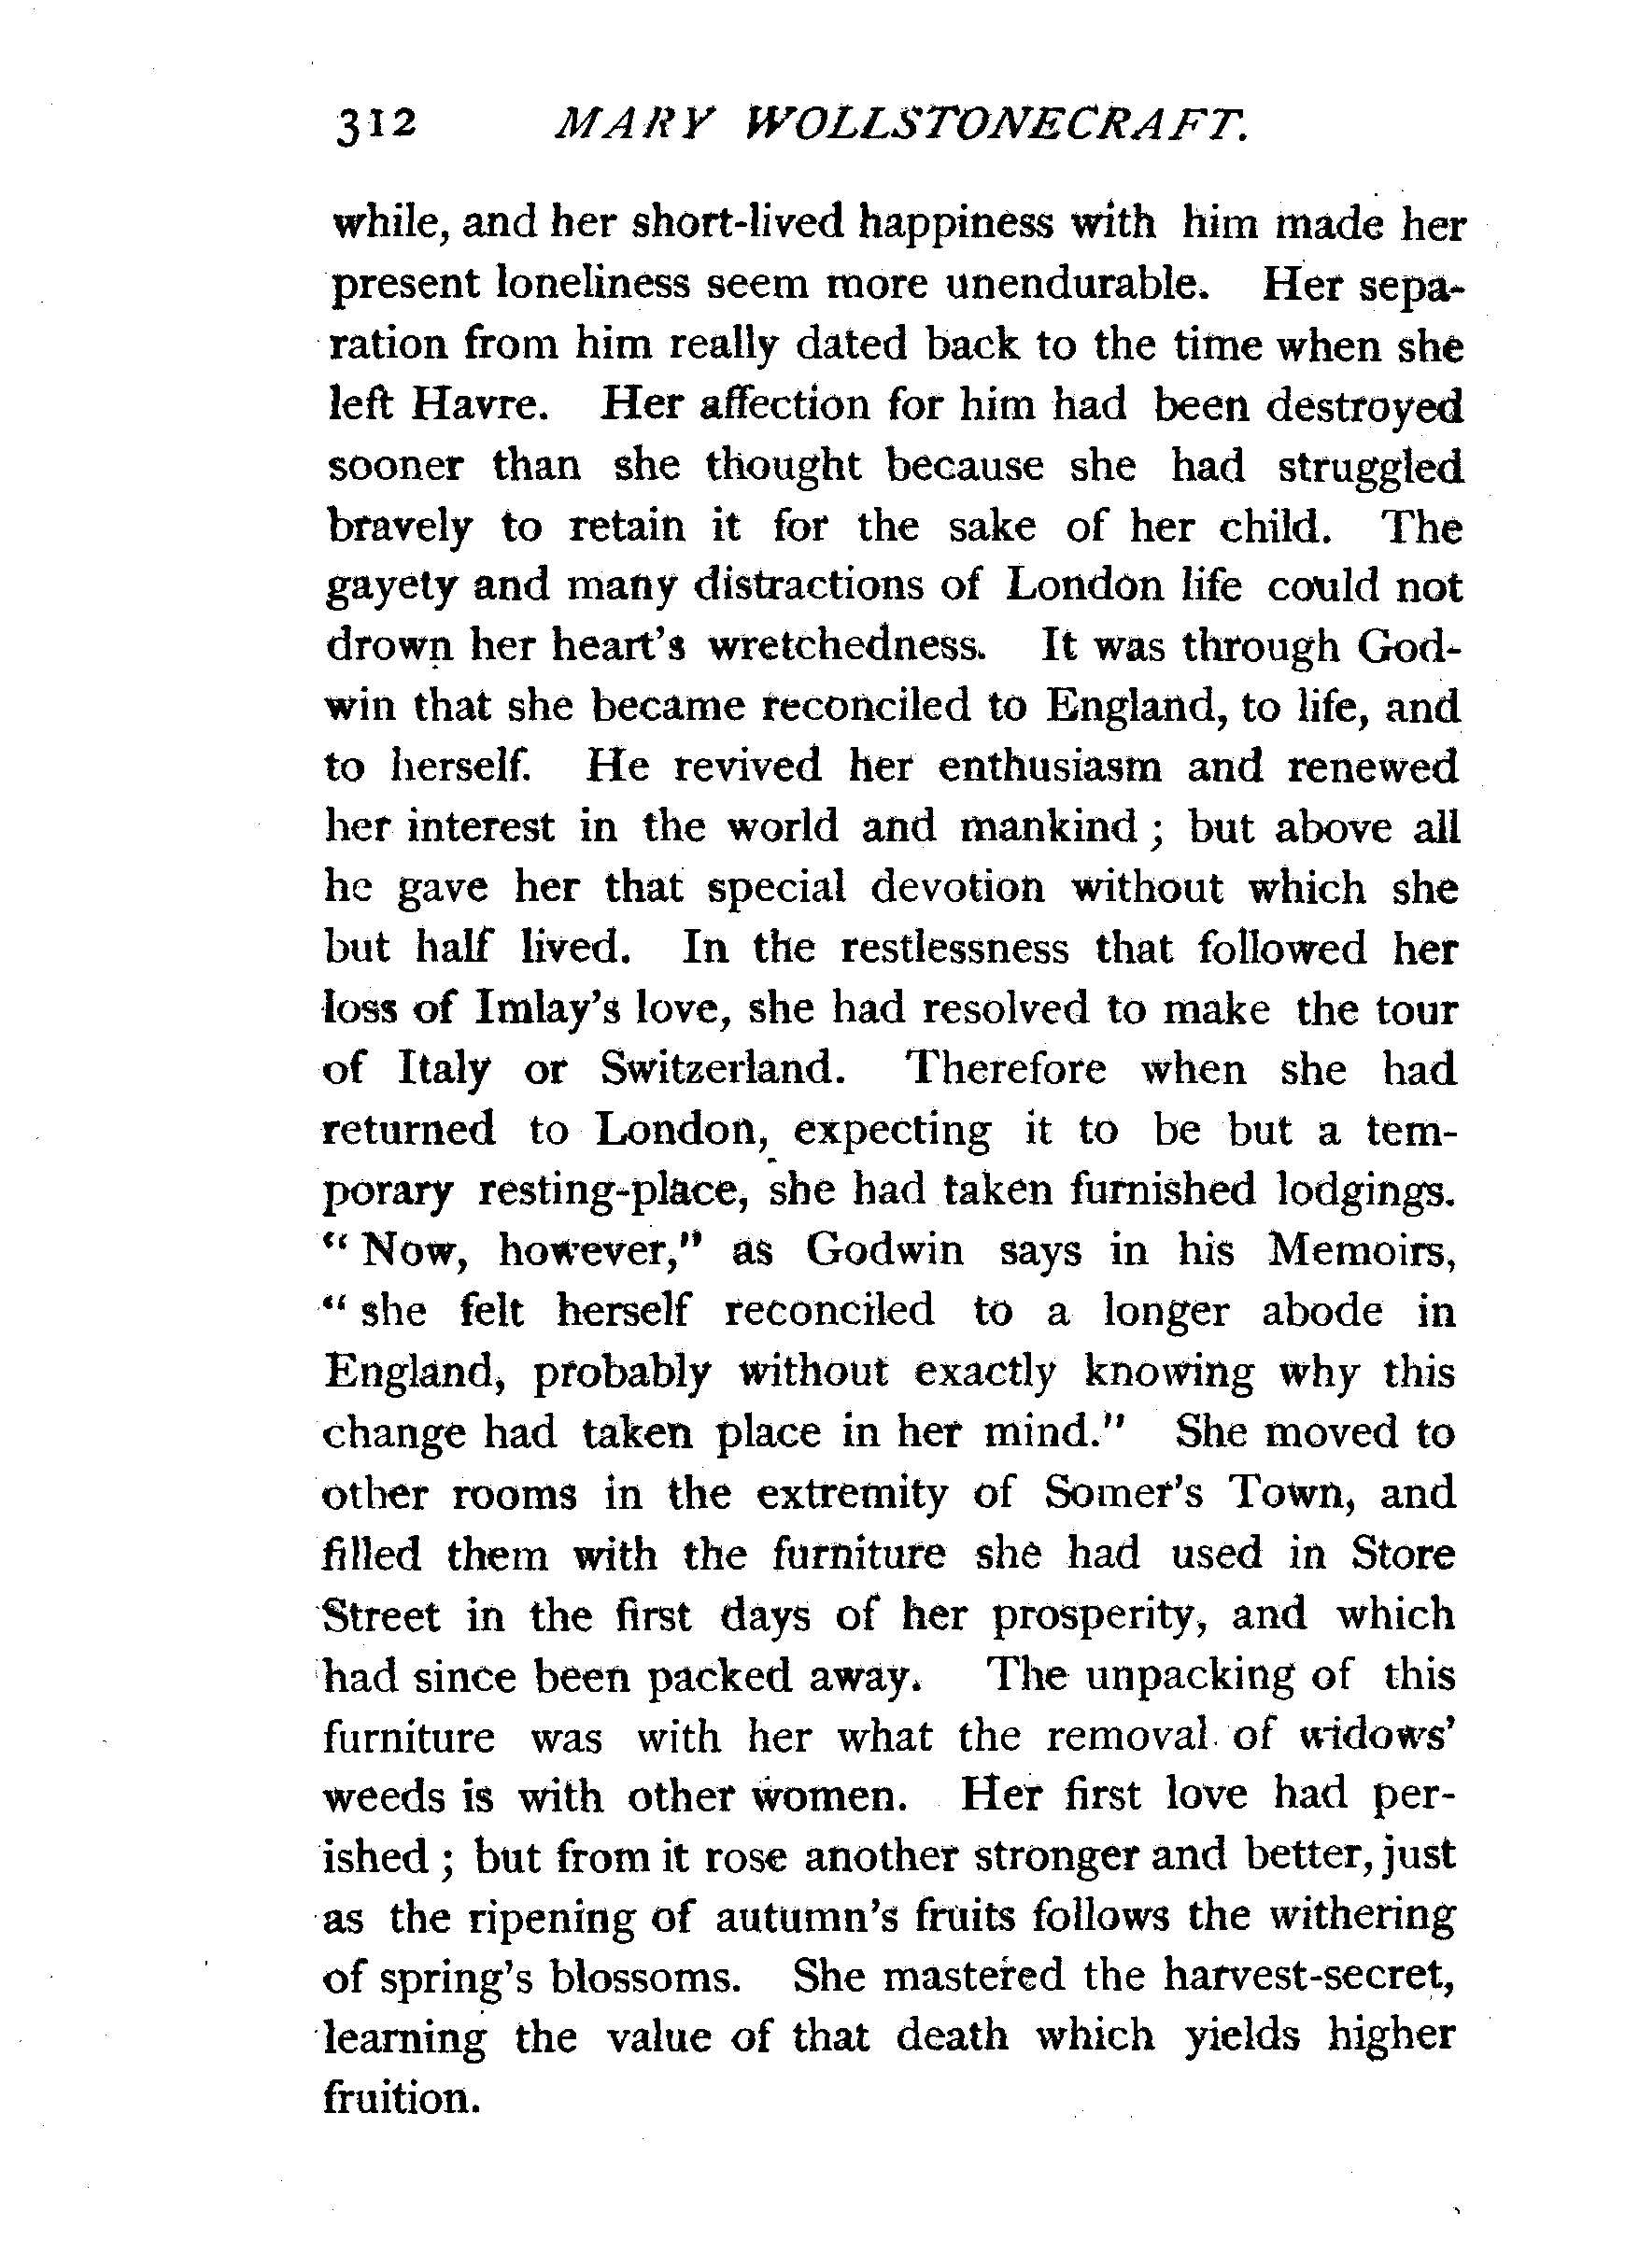 312 MARY WOLLSTONECRAFT.
while, and her short-lived happiness with him made her
present loneliness seem more unendurable. Her sepa-
ration from him really dated back to the time when she
left Havre. Her affection for him had been destroyed
sooner than she thought because she had struggled
bravely to retain it for the sake of her child. The
gayety and many distractions of London life could not
drown her heart's wretchedness. It was through God-
win that she became reconciled to England, to life, and
to herself. He revived her enthusiasm and renewed
her interest in the world and mankind ; but above all
he gave her that special devotion without which she
but half lived. In the restlessness that followed her
loss of Imlay's love, she had resolved to make the tour
of Italy or Switzerland. Therefore when she had
returned to London, expecting it to be but a tem-
porary resting-place, she had taken furnished lodgings.
" Now, however," as Godwin says in his Memoirs,
" she felt herself reconciled to a longer abode in
England, probably without exactly knowing why this
change had taken place in her mind." She moved to
other rooms in the extremity of Somer's Town, and
filled them with the furniture she had used in Store
Street in the first days of her prosperity, and which
had since been packed away. The unpacking of this
furniture was with her what the removal of widows'
weeds is with other women. Her first love had per-
ished ; but from it rose another stronger and better, just
as the ripening of autumn's fruits follows the withering
of spring's blossoms. She mastered the harvest-secret,
learning the value of that death which yields higher
fruition.